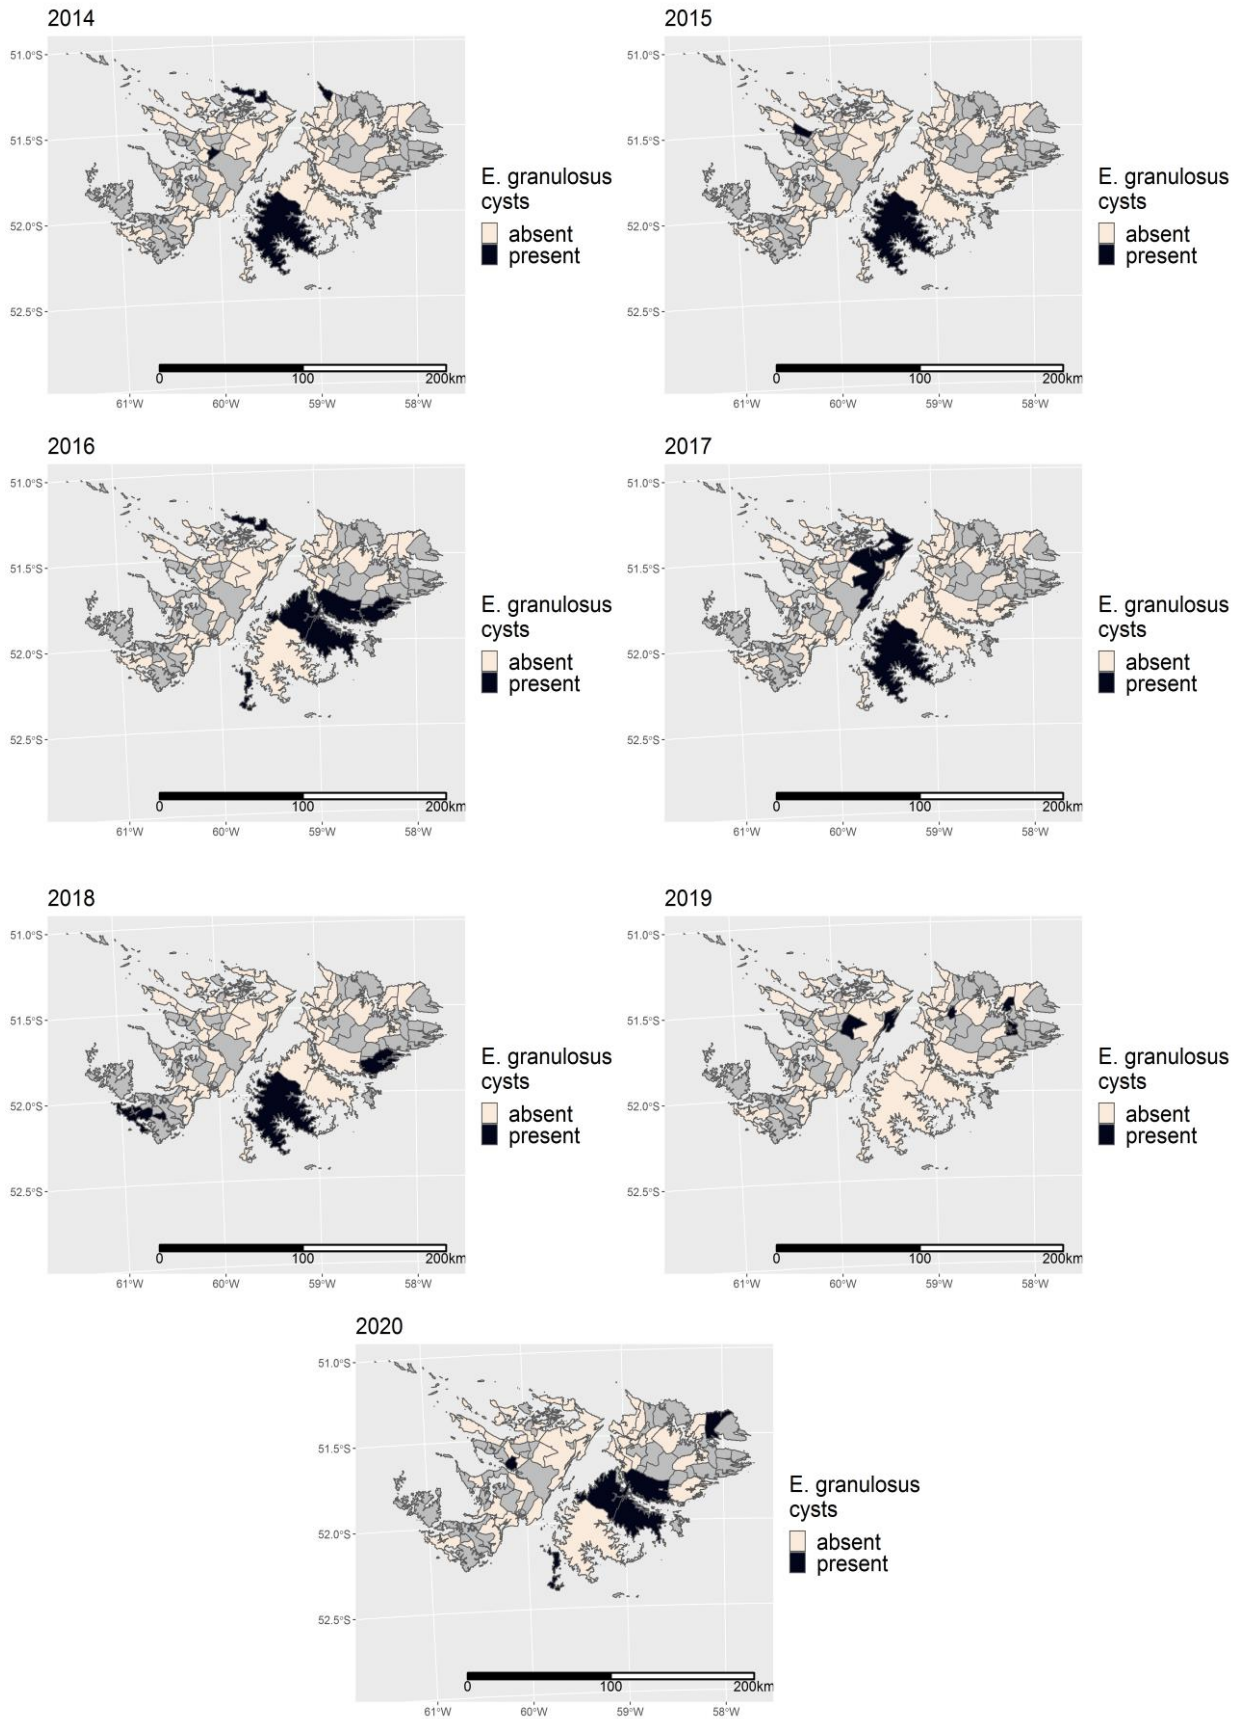 2014
51.0°S
51.5°S
52.0°S
52.5°S
61°W 60°W 59°W 58°W
0 100 200km
E. granulosus
cysts
absent
present
2015
51.0°S
51.5°S
52.0°S
52.5°S
61°W 60°W 59°W 58°W
0 100 200km
E. granulosus
cysts
absent
present
2016
51.0°S
51.5°S
52.0°S
52.5°S
61°W 60°W 59°W 58°W
0 100 200km
E. granulosus
cysts
absent
present
2017
51.0°S
51.5°S
52.0°S
52.5°S
61°W 60°W 59°W 58°W
0 100 200km
E. granulosus
cysts
absent
present
2018
51.0°S
51.5°S
52.0°S
52.5°S
61°W 60°W 59°W 58°W
0 100 200km
E. granulosus
cysts
absent
present
2019
51.0°S
51.5°S
52.0°S
52.5°S
61°W 60°W 59°W 58°W
0 100 200km
E. granulosus
cysts
absent
present
2020
51.0°S
51.5°S
52.0°S
52.5°S
61°W 60°W 59°W 58°W
0 100 200km
E. granulosus
cysts
absent
present